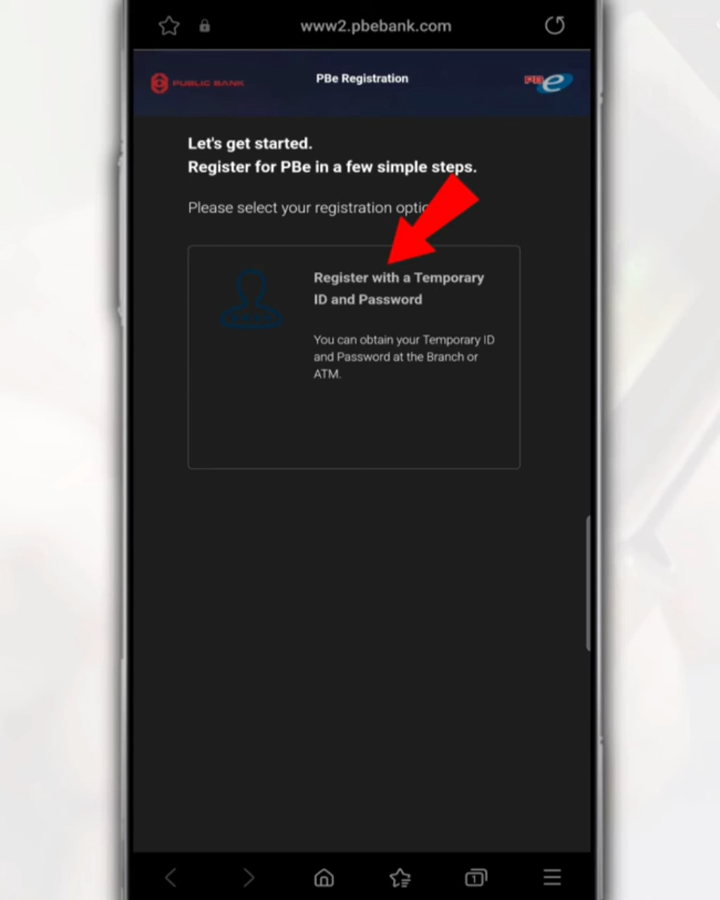 www2.pbebank.com
PUBLIC BANK
PBe Registration
PB e
Let's get started.
Register for PBe in a few simple steps.
Please select your registration
Register with a Temporary
ID and Password
You can obtain your Temporary ID
and Password at the Branch or
ATM.
1